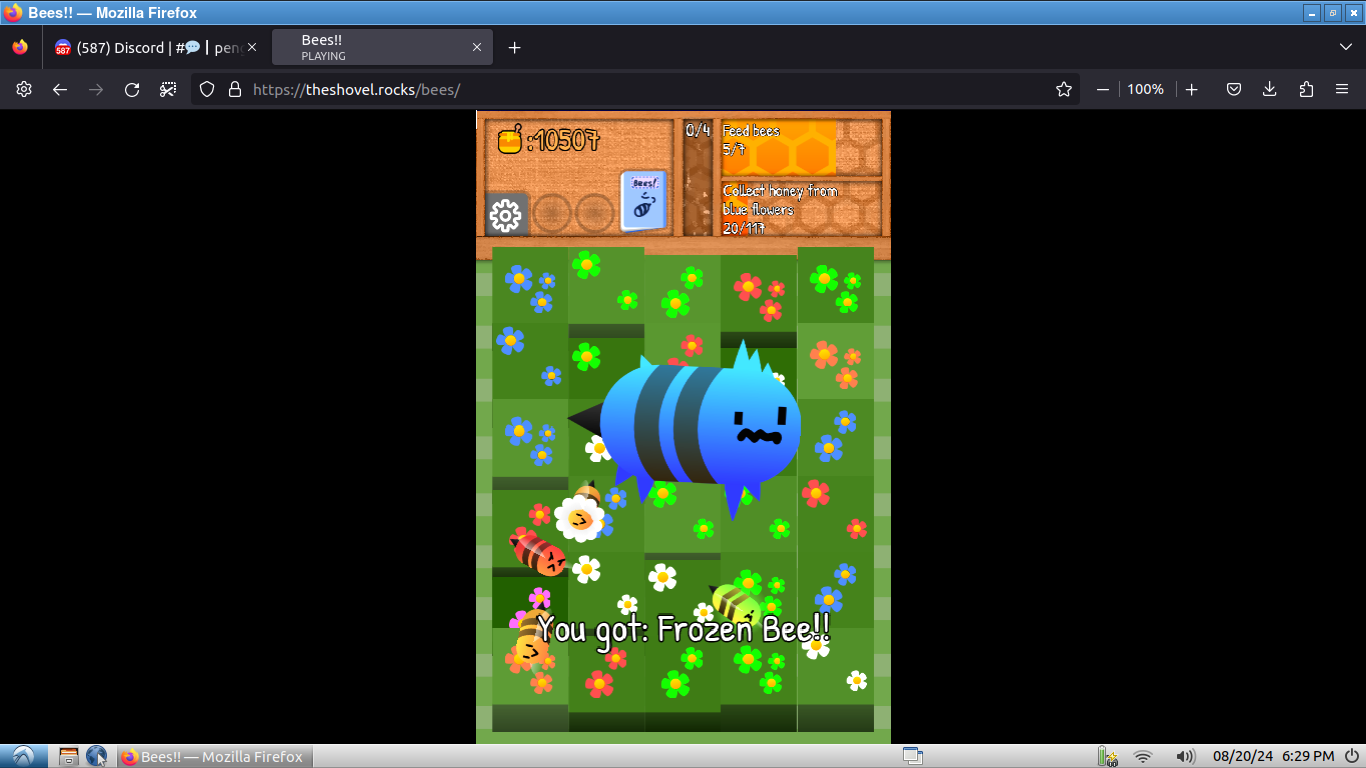 Bees!! — Mozilla Firefox
587
(587) Discord | #💬 | pen
Bees!!
PLAYING
https://theshovel.rocks/bees/
100%
:10507
Bees!
0/4
Feed bees
5/7
Collect honey from
blue flowers
20/117
You got: Frozen Bee!!
Bees!! — Mozilla Firefox
08/20/24
6:29 PM